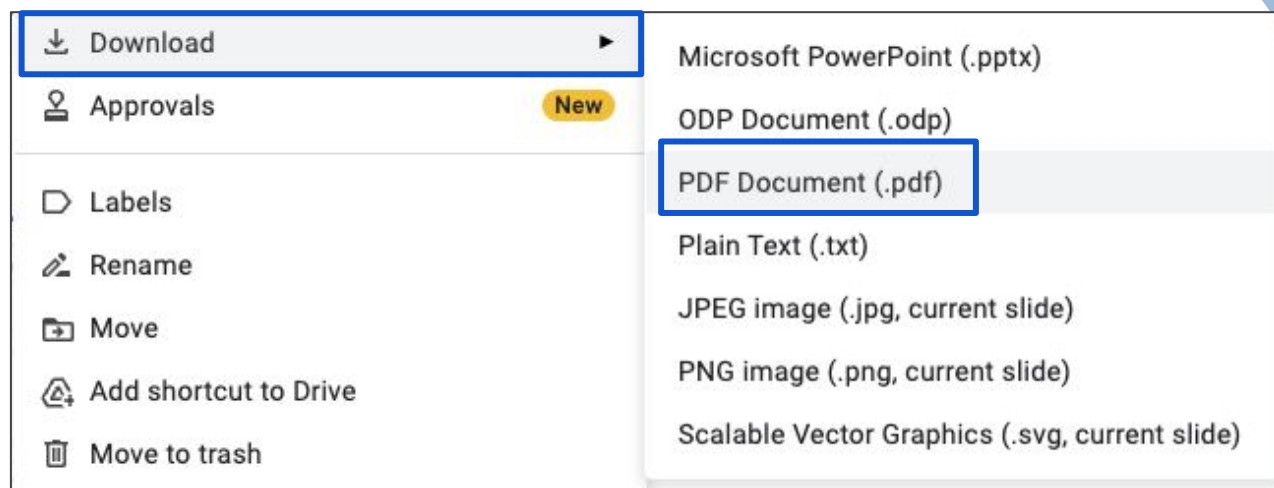 Download
Approvals New
Labels
Rename
Move
Add shortcut to Drive
Move to trash
Microsoft PowerPoint (.pptx)
ODP Document (.odp)
PDF Document (.pdf)
Plain Text (.txt)
JPEG image (.jpg, current slide)
PNG image (.png, current slide)
Scalable Vector Graphics (.svg, current slide)